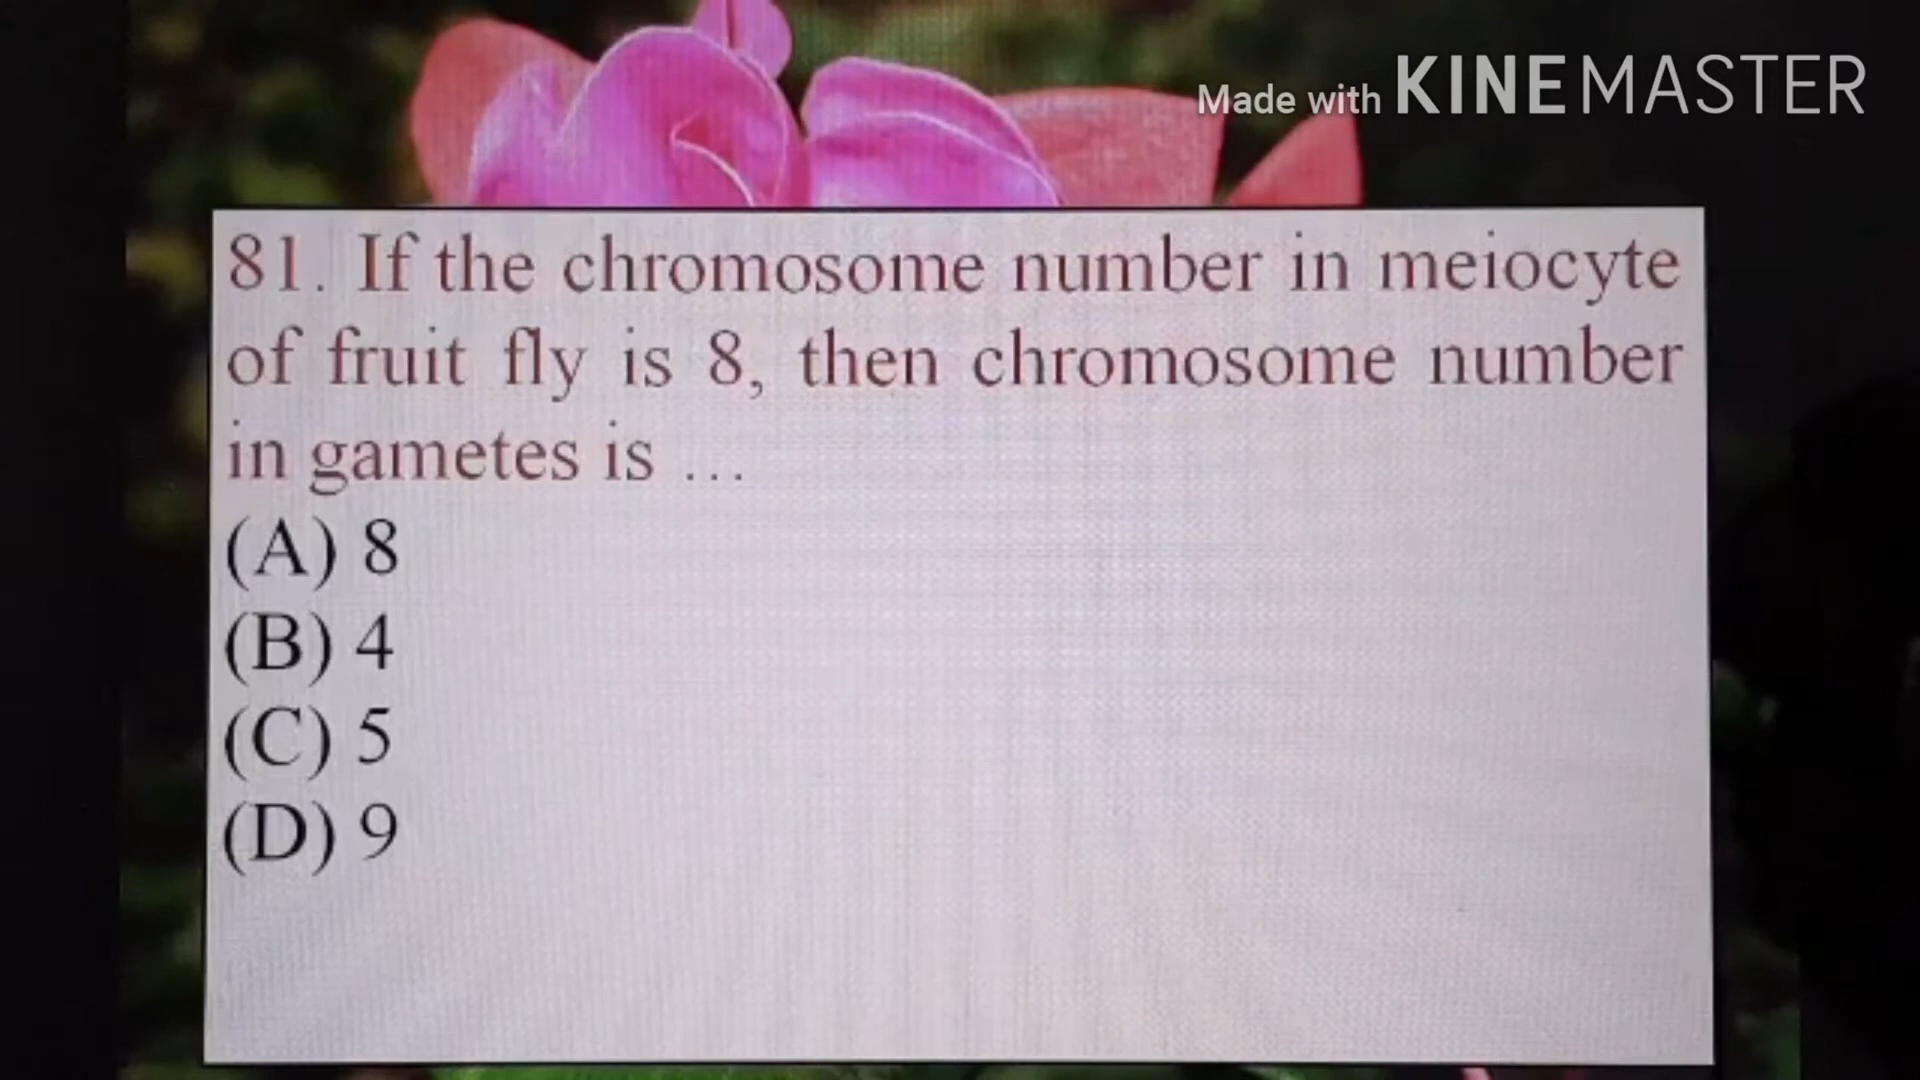 Made with KINEMASTER
81. If the chromosome number in meiocyte
of fruit fly is 8, then chromosome number
in gametes is ...
(A) 8
(B) 4
(C) 5
(D) 9